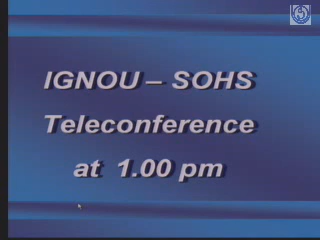 IGNOU – SOHS
Teleconference
at 1.00 pm